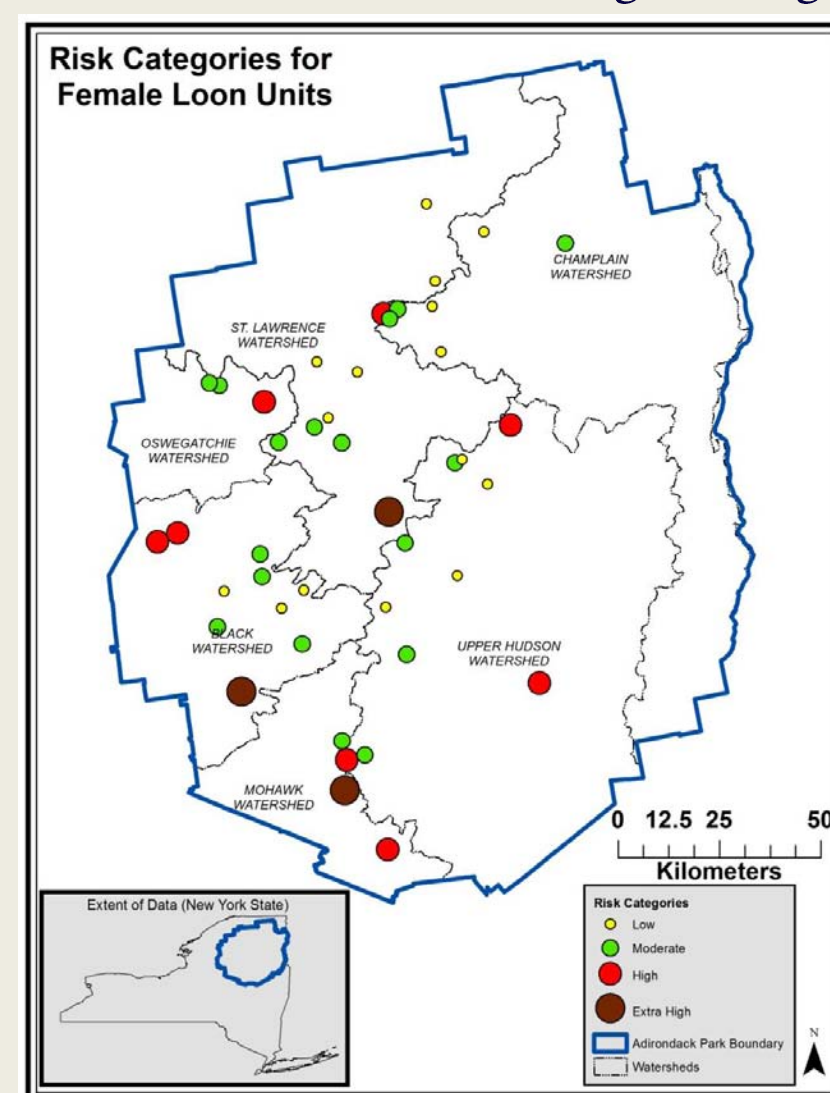 Risk Categories for
Female Loon Units
CHAMPLAIN
WATERSHED
ST. LAWRENCE
WATERSHED
OSWEGATCHIE
WATERSHED
BLACK
WATERSHED
UPPER HUDSON
WATERSHED
MOHAWK
WATERSHED
0 12.5 25 50
Kilometers
Extent of Data (New York State)
Risk Categories
Low
Moderate
High
Extra High
Adirondack Park Boundary
Watersheds
N